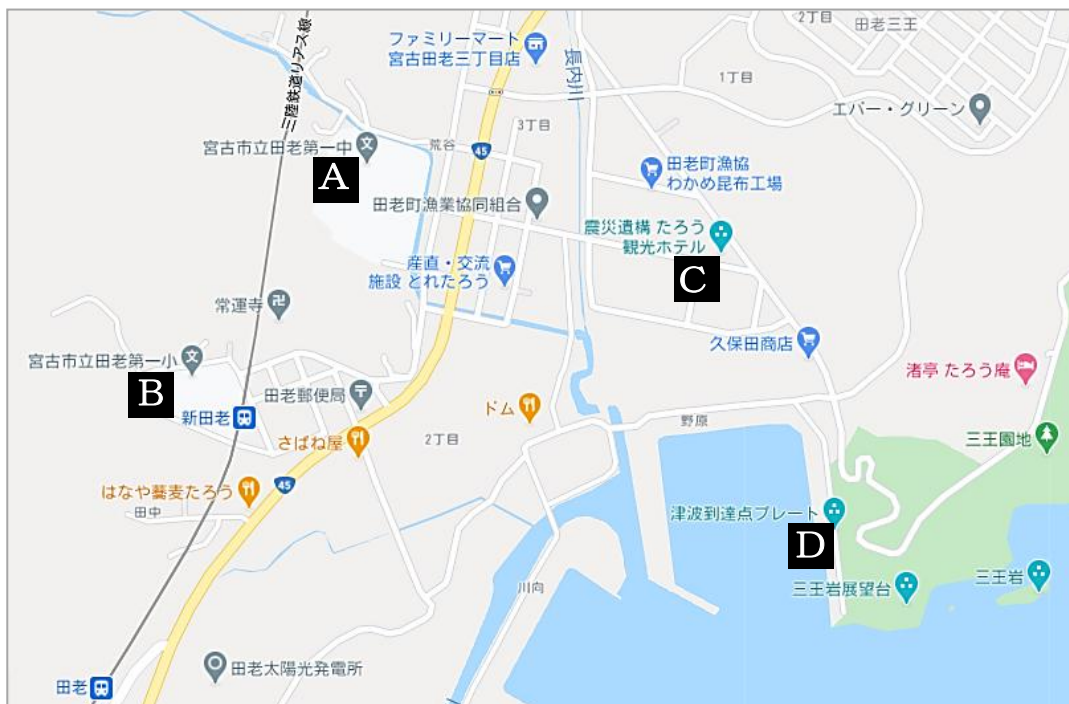 2丁目
田老三王
三陸鉄道リアス線
ファミリーマート
宮古田老三丁目店
長内川
1丁目
エバー・グリーン
3丁目
45
宮古市立田老第一中
荒谷
A
田老町漁協
わかめ昆布工場
田老町漁業協同組合
震災遺構 たろう
観光ホテル
C
産直・交流
施設 とれたろう
常運寺
久保田商店
宮古市立田老第一小
渚亭 たろう庵
B
田老郵便局
新田老
ドム
野原
さばね屋
2丁目
三王園地
45
はなや蕎麦たろう
田中
津波到達点プレート
D
三王岩
川向
三王岩展望台
田老太陽光発電所
田老